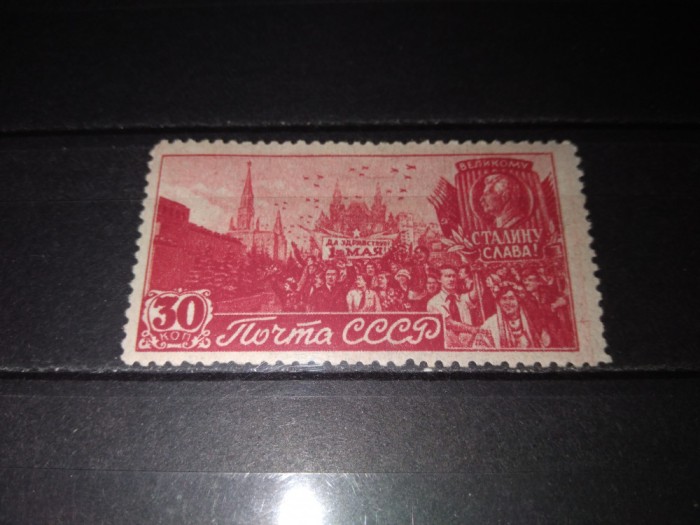 ВЕЛИКОМУ
СТАЛИНУ
СЛАВА!
ДА ЗДРАВСТВУЕТ
1 МАЯ!
30
КОП
Почта СССР